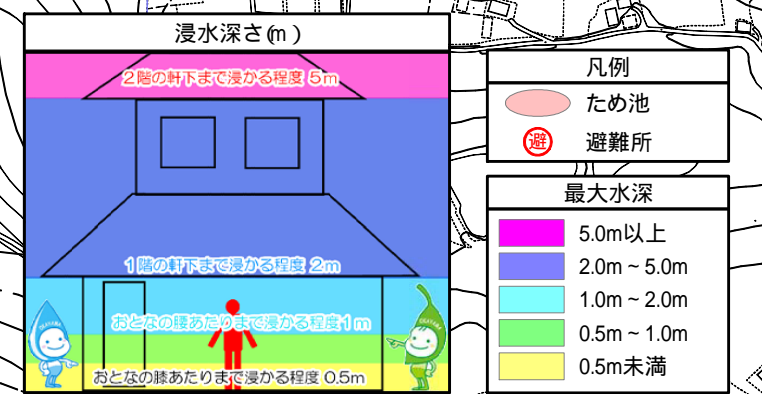 浸水深さ(m)
2階の軒下まで浸かる程度 5m
1階の軒下まで浸かる程度 2m
おとなの腰あたりまで浸かる程度1m
おとなの膝あたりまで浸かる程度 0.5m
凡例
ため池
避 避難所
最大水深
5.0m以上
2.0m~5.0m
1.0m~2.0m
0.5m~1.0m
0.5m未満